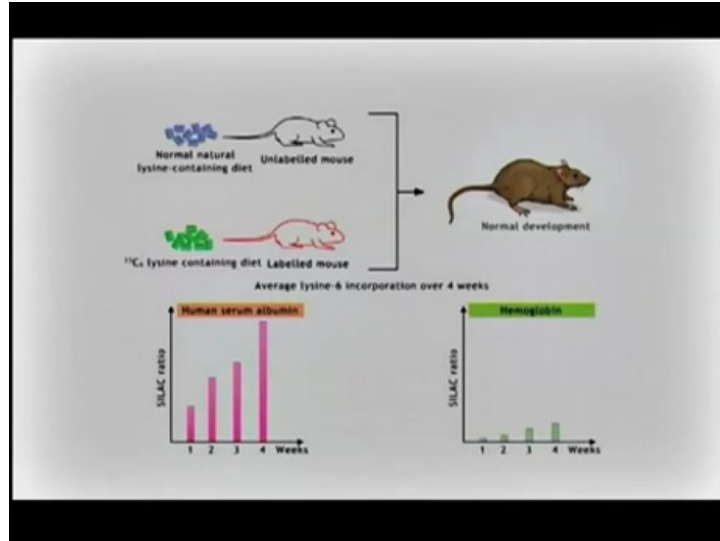 Normal natural
lysine-containing diet
Unlabelled mouse
¹³C₆ lysine containing diet
Labelled mouse
Normal development
Average lysine-6 incorporation over 4 weeks
Human serum albumin
SILAC ratio
1 2 3 4 Weeks
Hemoglobin
SILAC ratio
1 2 3 4 Weeks